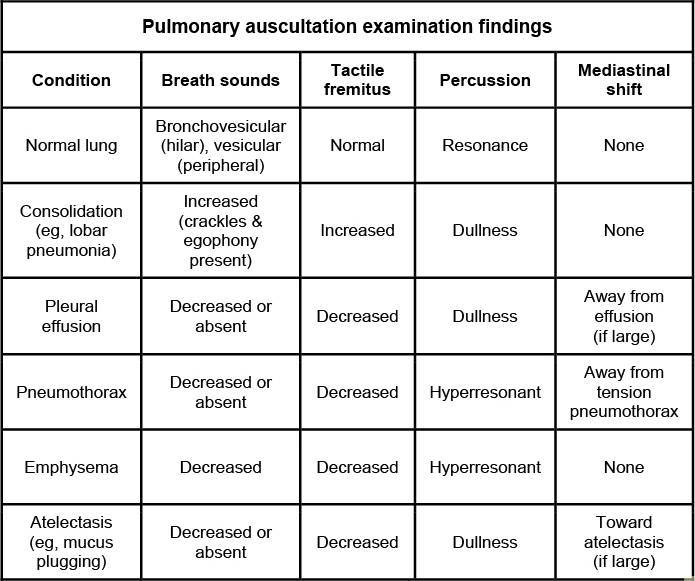 Pulmonary auscultation examination findings
Condition
Breath sounds
Tactile
fremitus
Percussion
Mediastinal
shift
Normal lung
Bronchovesicular
(hilar), vesicular
(peripheral)
Normal
Resonance
None
Consolidation
(eg, lobar
pneumonia)
Increased
(crackles &
egophony
present)
Increased
Dullness
None
Pleural
effusion
Decreased or
absent
Decreased
Dullness
Away from
effusion
(if large)
Pneumothorax
Decreased or
absent
Decreased
Hyperresonant
Away from
tension
pneumothorax
Emphysema
Decreased
Decreased
Hyperresonant
None
Atelectasis
(eg, mucus
plugging)
Decreased or
absent
Decreased
Dullness
Toward
atelectasis
(if large)